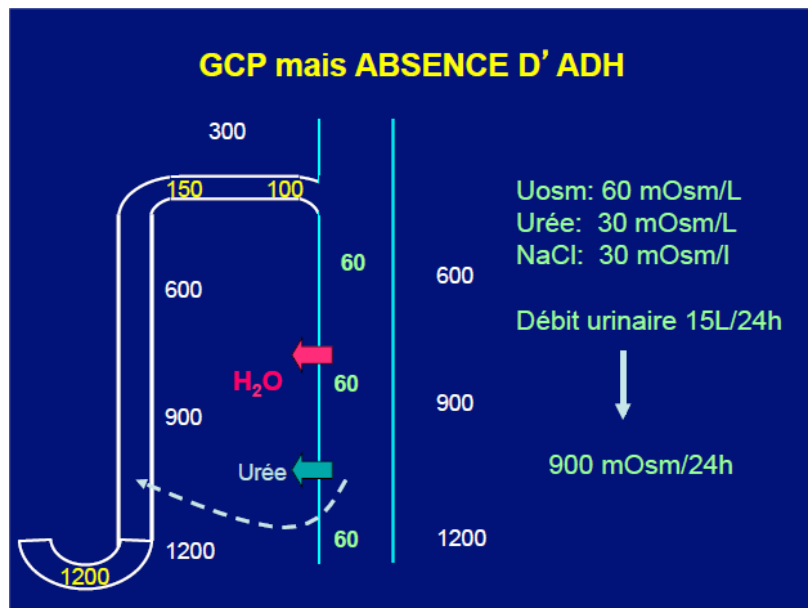 GCP mais ABSENCE D' ADH
300
150
100
60
600
600
H₂O
60
900
900
Urée
1200
60
1200
1200
Uosm: 60 mOsm/L
Urée: 30 mOsm/L
NaCl: 30 mOsm/l
Débit urinaire 15L/24h
900 mOsm/24h